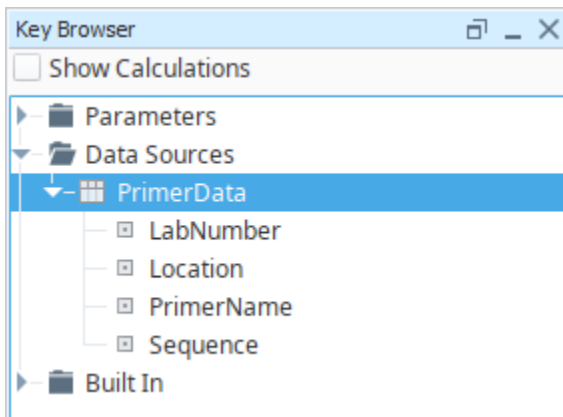 Key Browser
Show Calculations
Parameters
Data Sources
PrimerData
LabNumber
Location
PrimerName
Sequence
Built In